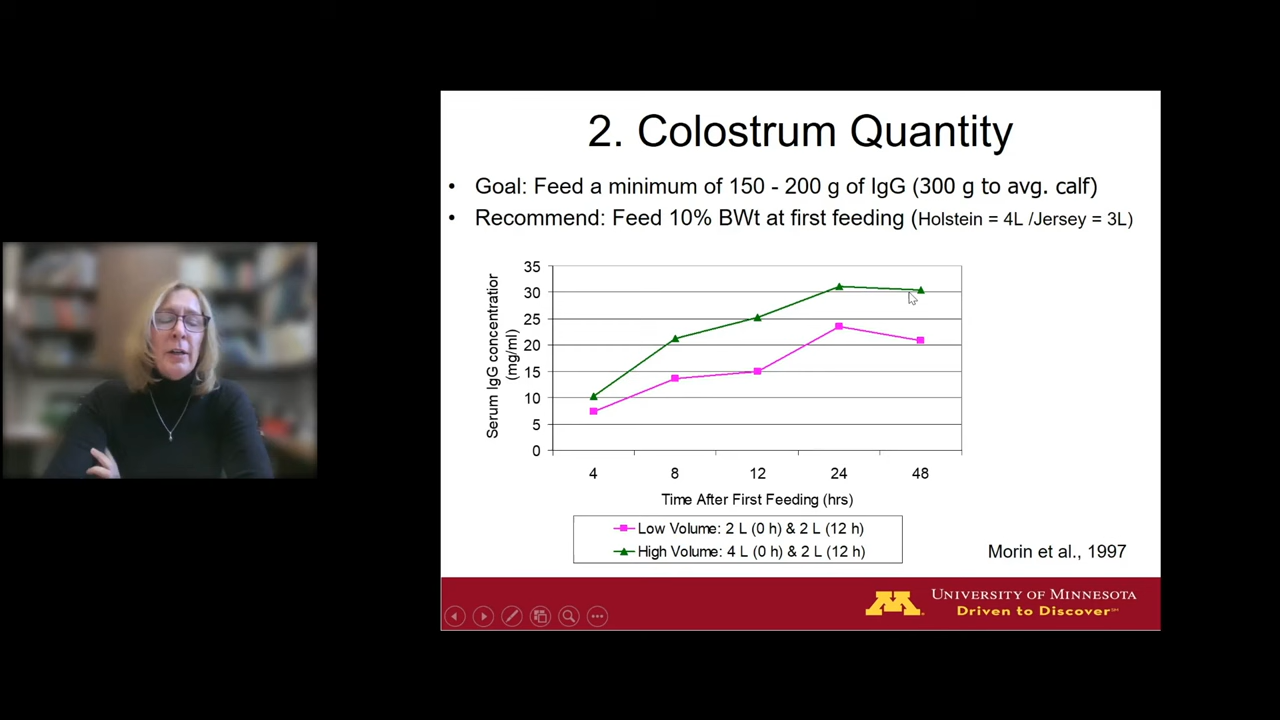 2. Colostrum Quantity
• Goal: Feed a minimum of 150 - 200 g of IgG (300 g to avg. calf)
• Recommend: Feed 10% BWt at first feeding (Holstein = 4L /Jersey = 3L)
Serum IgG concentration
(mg/ml)
35
30
25
20
15
10
5
0
4 8 12 24 48
Time After First Feeding (hrs)
Low Volume: 2 L (0 h) & 2 L (12 h)
High Volume: 4 L (0 h) & 2 L (12 h)
Morin et al., 1997
M
UNIVERSITY OF MINNESOTA
Driven to Discover℠